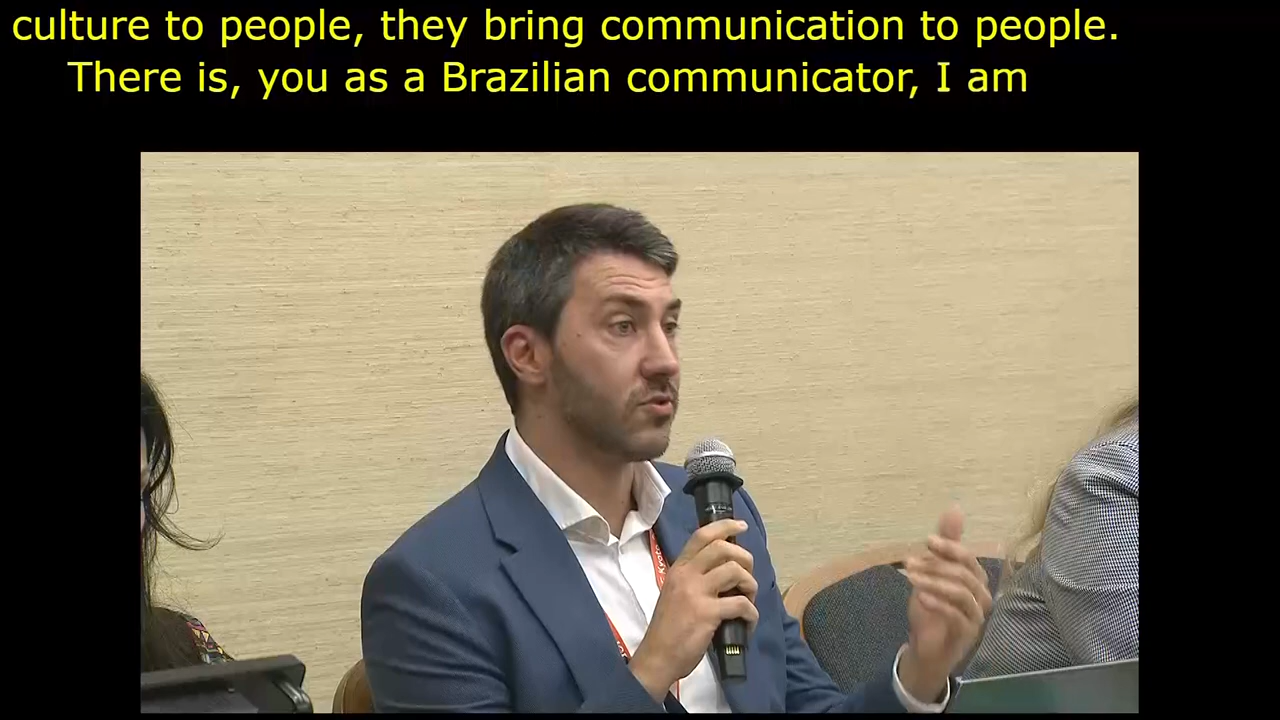 culture to people, they bring communication to people.
There is, you as a Brazilian communicator, I am